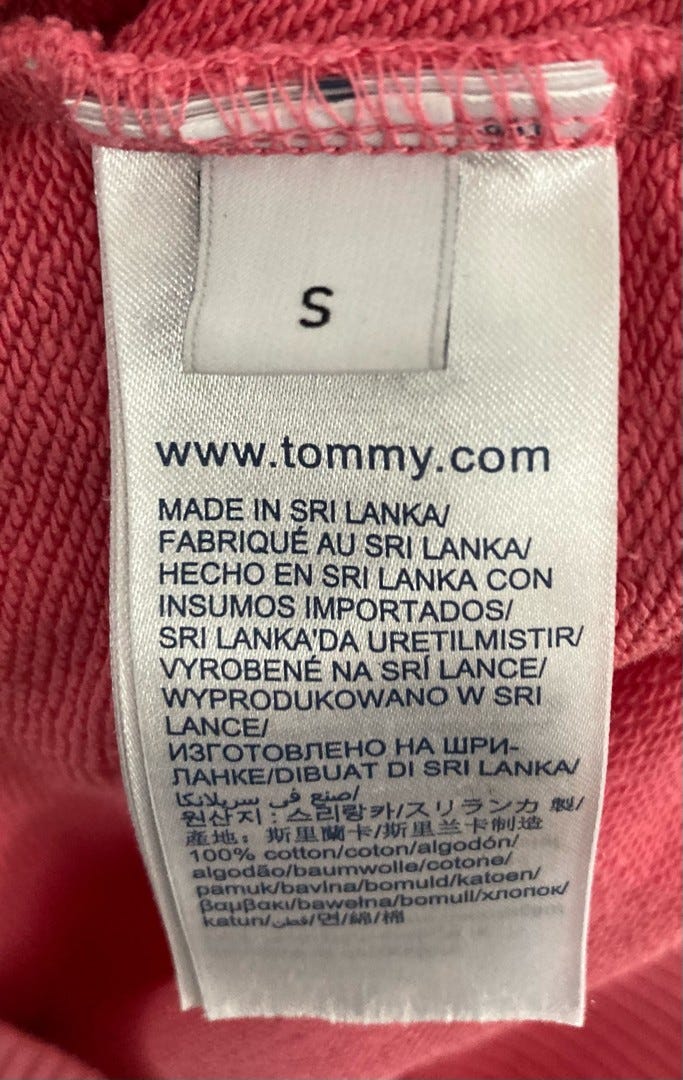 S
www.tommy.com
MADE IN SRI LANKA/
FABRIQUÉ AU SRI LANKA/
HECHO EN SRI LANKA CON
INSUMOS IMPORTADOS/
SRI LANKA'DA URETILMISTIR/
VYROBENÉ NA SRÍ LANCE/
WYPRODUKOWANO W SRI
LANCE/
ИЗГОТОВЛЕНО НА ШРИ-
ЛАНКЕ/DIBUAT DI SRI LANKA/
صنع في سريلانكا/
원산지 : 스리랑카/スリランカ 製/
産地：斯里蘭卡/斯里兰卡制造
100% cotton/coton/algodón/
algodão/baumwolle/cotone/
pamuk/bavlna/bomuld/katoen/
βαμβακι/bawełna/bomull/хлопок/
katun/قطن/면/綿/棉